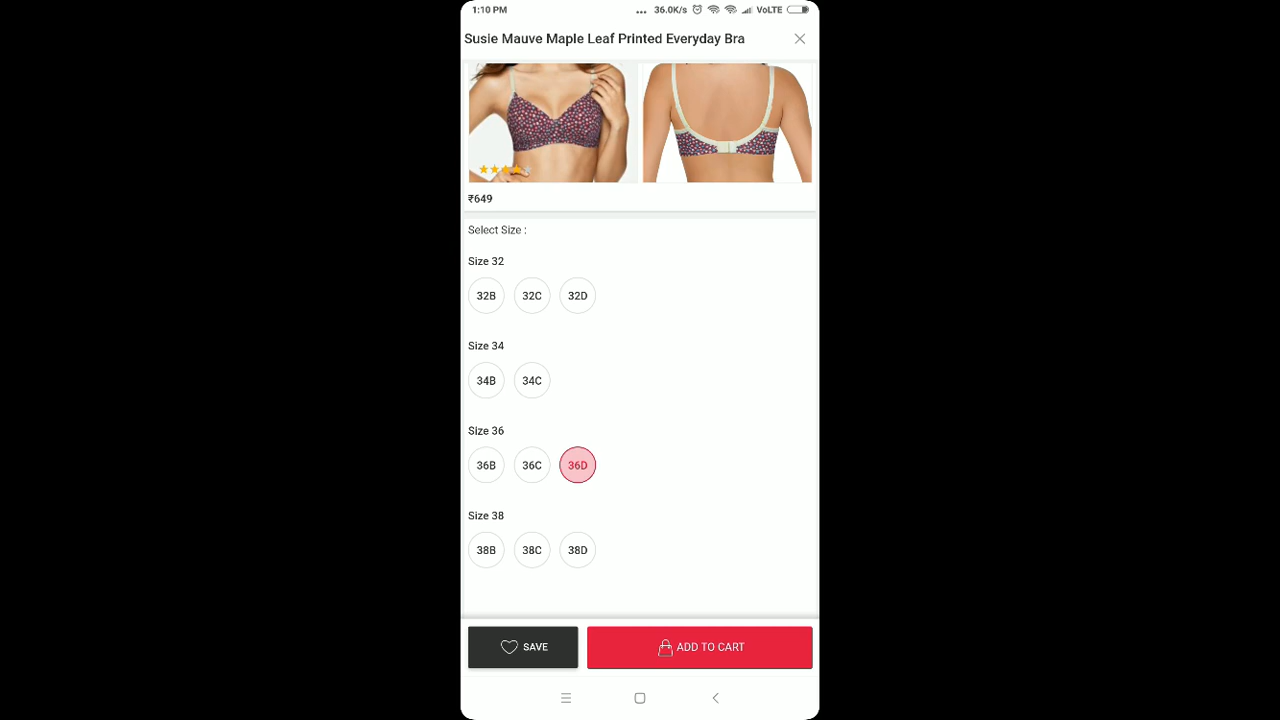 1:10 PM ... 36.0K/s VoLTE
Susie Mauve Maple Leaf Printed Everyday Bra
₹649
Select Size :
Size 32
32B 32C 32D
Size 34
34B 34C
Size 36
36B 36C 36D
Size 38
38B 38C 38D
SAVE ADD TO CART